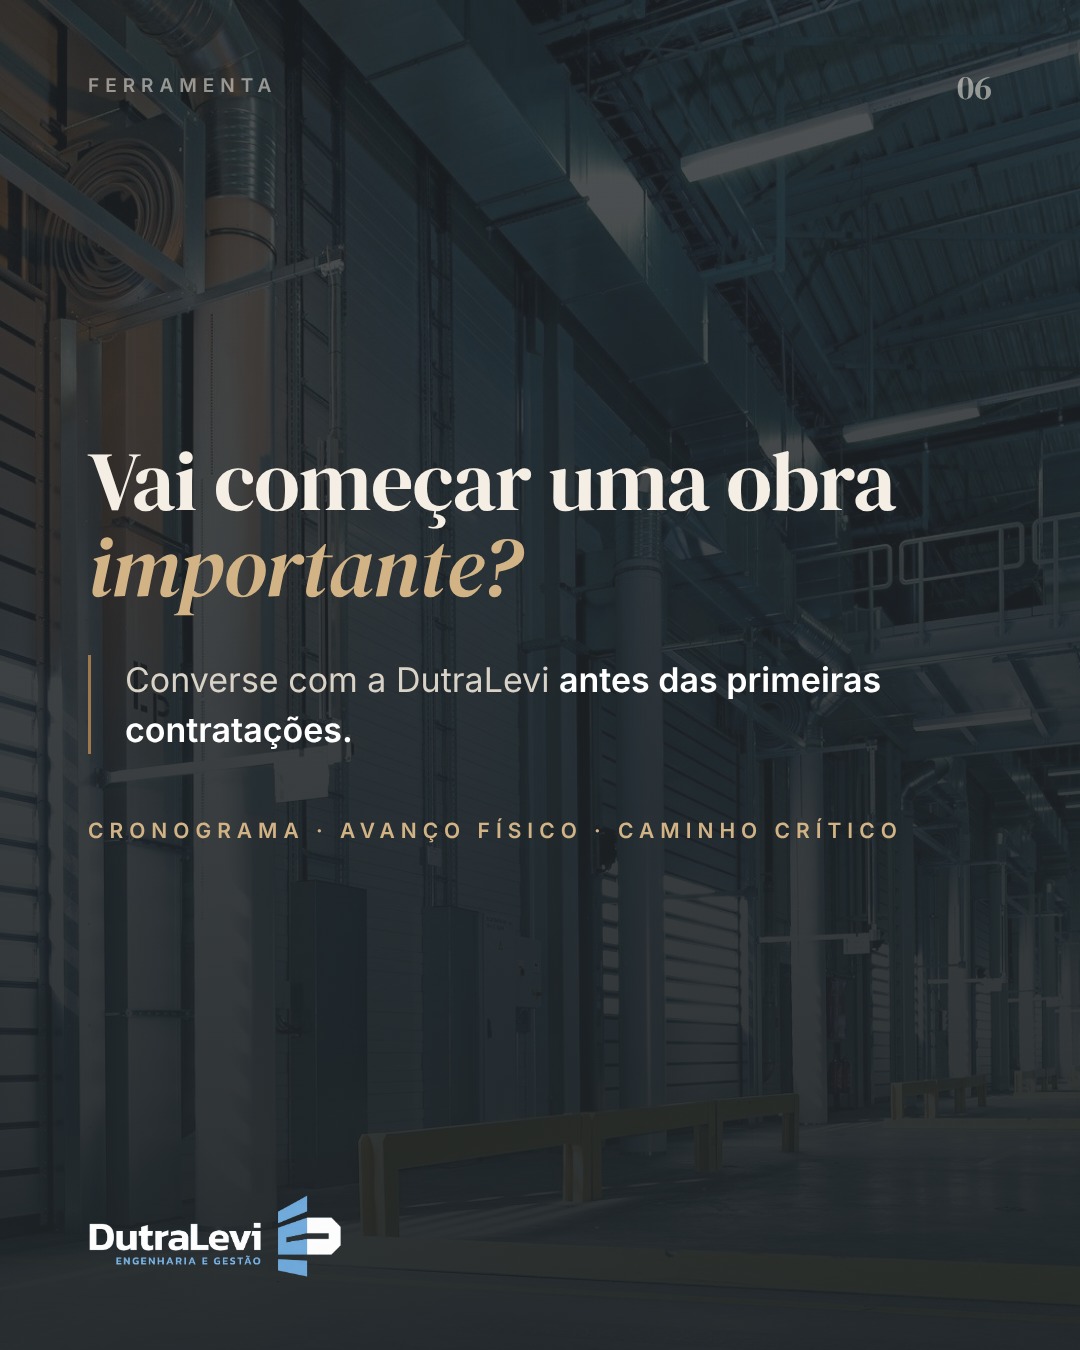 FERRAMENTA
06
Vai começar uma obra
importante?
Converse com a DutraLevi antes das primeiras
contratações.
CRONOGRAMA · AVANÇO FÍSICO · CAMINHO CRÍTICO
DutraLevi
ENGENHARIA E GESTÃO